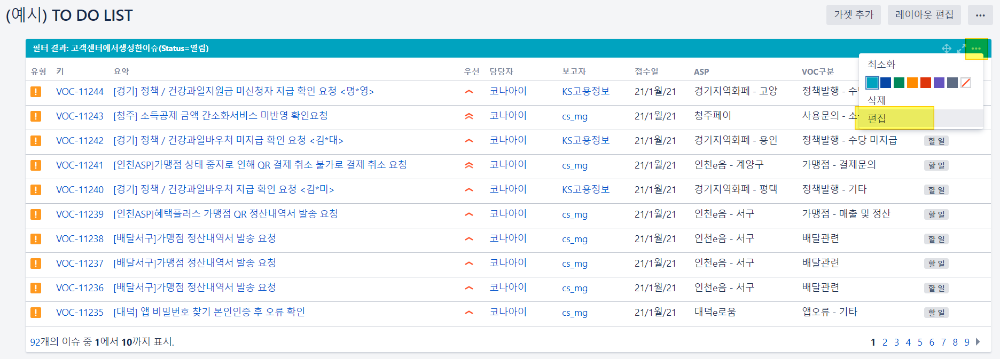 (예시) TO DO LIST
가젯 추가 레이아웃 편집 •••
필터 결과: 고객센터에서생성한이슈(Status=열림) •••
유형 키 요약 우선 담당자 보고자 접수일 ASP VOC구분
최소화
삭제
편집
VOC-11244 [경기] 정책 / 건강과일지원금 미신청자 지급 확인 요청 <명*영> 코나아이 KS고용정보 21/1월/21 경기지역화폐 - 고양 정책발행 - 수
VOC-11243 [청주] 소득공제 금액 간소화서비스 미반영 확인요청 코나아이 cs_mg 21/1월/21 청주페이 사용문의 - 소
VOC-11242 [경기] 정책 / 건강과일바우처 미지급 확인 요청 <김*대> 코나아이 KS고용정보 21/1월/21 경기지역화폐 - 용인 정책발행 - 수당 미지급 할 일
VOC-11241 [인천ASP]가맹점 상태 중지로 인해 QR 결제 취소 불가로 결제 취소 요청 코나아이 cs_mg 21/1월/21 인천e음 - 계양구 가맹점 - 결제문의 할 일
VOC-11240 [경기] 정책 / 건강과일바우처 지급 확인 요청 <김*미> 코나아이 KS고용정보 21/1월/21 경기지역화폐 - 평택 정책발행 - 기타 할 일
VOC-11239 [인천ASP]혜택플러스 가맹점 QR 정산내역서 발송 요청 코나아이 cs_mg 21/1월/21 인천e음 - 서구 가맹점 - 매출 및 정산 할 일
VOC-11238 [배달서구]가맹점 정산내역서 발송 요청 코나아이 cs_mg 21/1월/21 인천e음 - 서구 배달관련 할 일
VOC-11237 [배달서구]가맹점 정산내역서 발송 요청 코나아이 cs_mg 21/1월/21 인천e음 - 서구 배달관련 할 일
VOC-11236 [배달서구]가맹점 정산내역서 발송 요청 코나아이 cs_mg 21/1월/21 인천e음 - 서구 배달관련 할 일
VOC-11235 [대덕] 앱 비밀번호 찾기 본인인증 후 오류 확인 코나아이 cs_mg 21/1월/21 대덕e로움 앱오류 - 기타 할 일
92개의 이슈 중 1에서 10까지 표시. 1 2 3 4 5 6 7 8 9